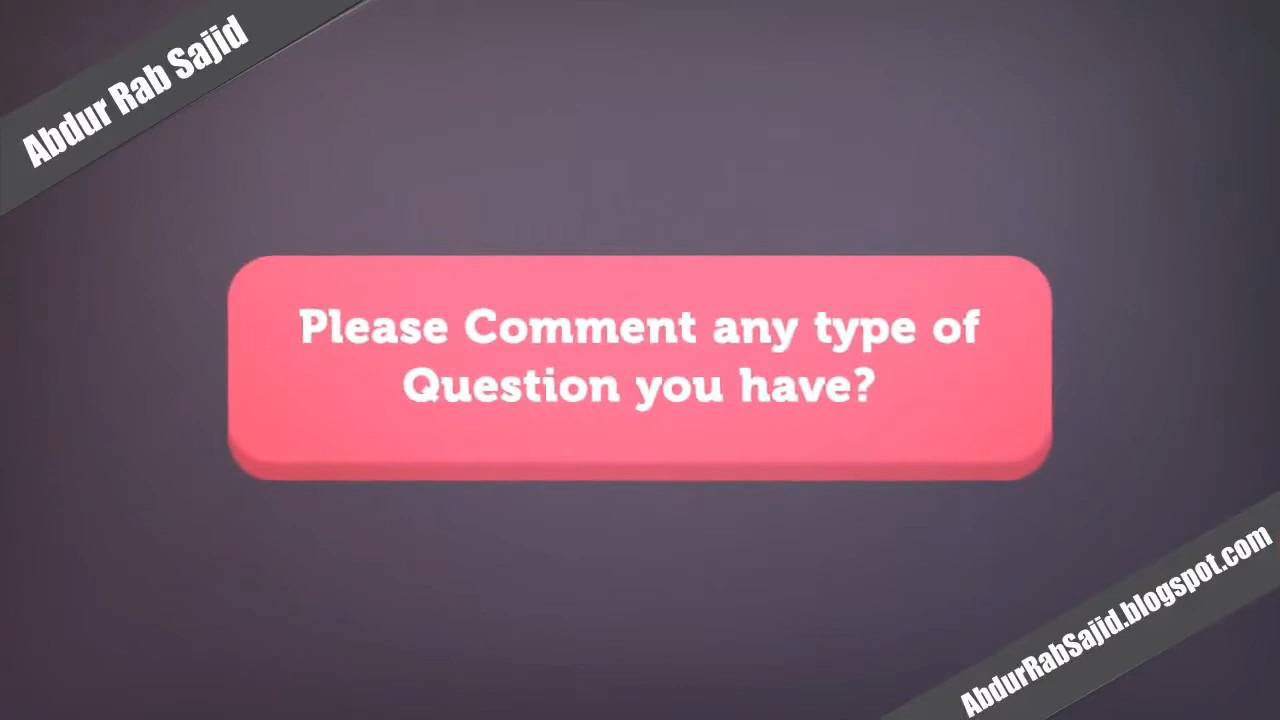 Abdur Rab Sajid
Please Comment any type of
Question you have?
AbdurRabSajid.blogspot.com